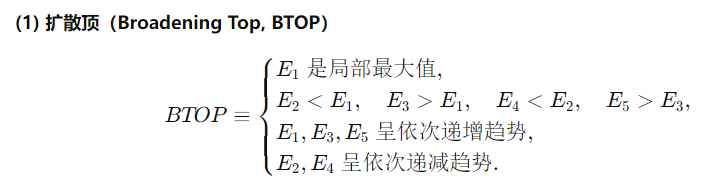 (1) 扩散顶（Broadening Top, BTOP）
E₁ 是局部最大值,
BTOP ≡ { E₂ < E₁, E₃ > E₁, E₄ < E₂, E₅ > E₃,
E₁, E₃, E₅ 呈依次递增趋势,
E₂, E₄ 呈依次递减趋势.